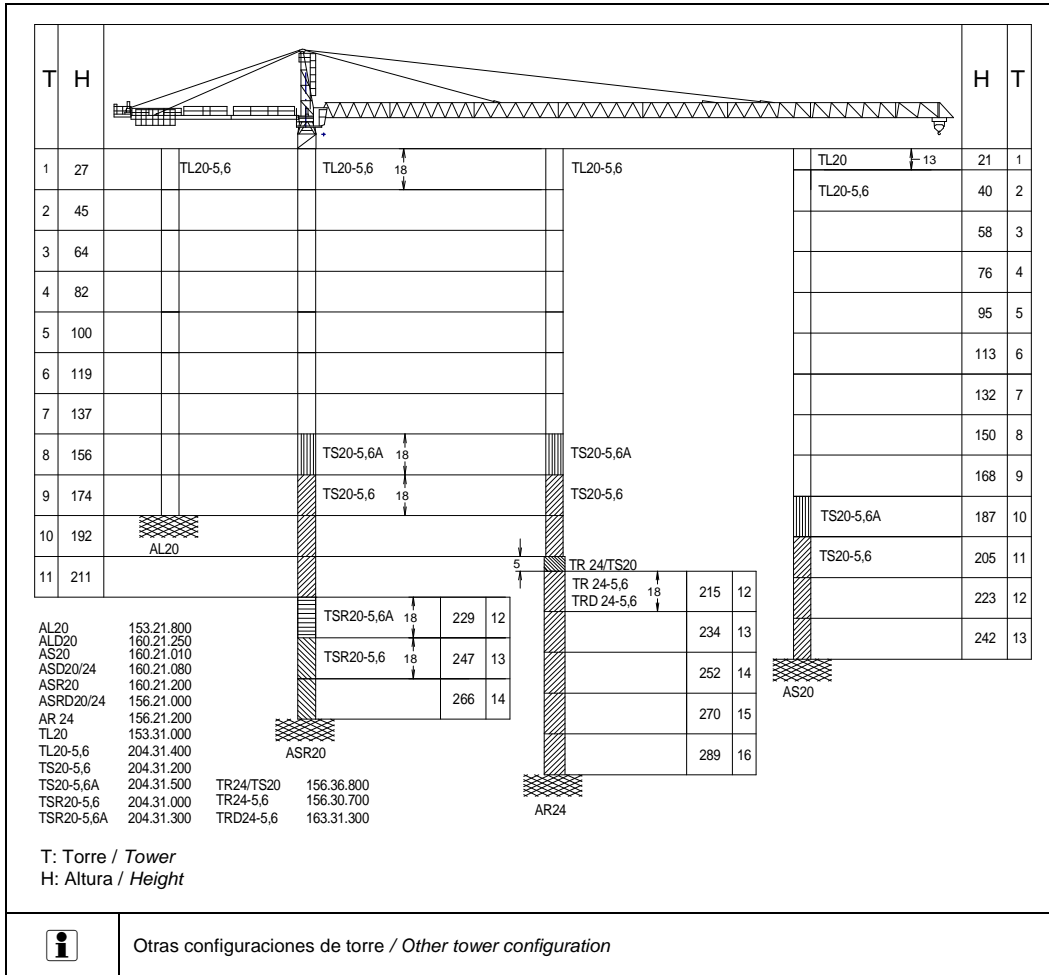 T H H T
1 27 TL20-5,6 TL20-5,6 18 TL20-5,6 TL20 13 21 1
2 45 TL20-5,6 40 2
3 64 58 3
4 82 76 4
5 100 95 5
6 119 113 6
7 137 132 7
8 156 TS20-5,6A 18 TS20-5,6A 150 8
9 174 TS20-5,6 18 TS20-5,6 168 9
10 192 AL20 TS20-5,6A 187 10
11 211 5 TR 24/TS20 TS20-5,6 205 11
TSR20-5,6A 18 229 12 TR 24-5,6 18 215 12 223 12
TRD 24-5,6
TSR20-5,6 18 247 13 234 13 242 13
266 14 252 14 AS20
ASR20 270 15
289 16
AR24
AL20 153.21.800
ALD20 160.21.250
AS20 160.21.010
ASD20/24 160.21.080
ASR20 160.21.200
ASRD20/24 156.21.000
AR 24 156.21.200
TL20 153.31.000
TL20-5,6 204.31.400
TS20-5,6 204.31.200
TS20-5,6A 204.31.500 TR24/TS20 156.36.800
TSR20-5,6 204.31.000 TR24-5,6 156.30.700
TSR20-5,6A 204.31.300 TRD24-5,6 163.31.300
T: Torre / Tower
H: Altura / Height
i Otras configuraciones de torre / Other tower configuration